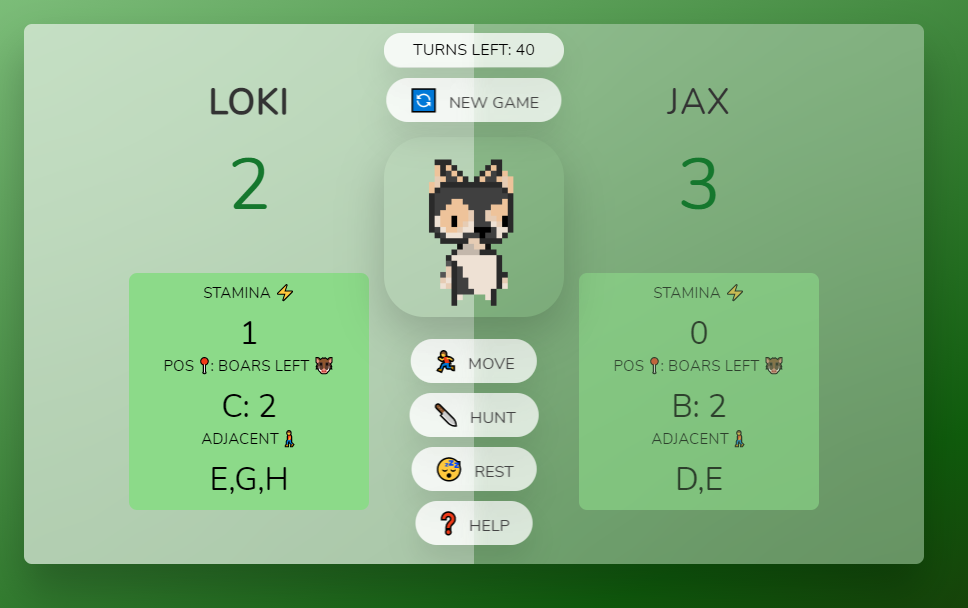 TURNS LEFT: 40
NEW GAME
LOKI
2
STAMINA ⚡
1
POS 📍: BOARS LEFT 🐗
C: 2
ADJACENT 🚶
E,G,H
MOVE
HUNT
REST
HELP
JAX
3
STAMINA ⚡
0
POS 📍: BOARS LEFT 🐗
B: 2
ADJACENT 🚶
D,E